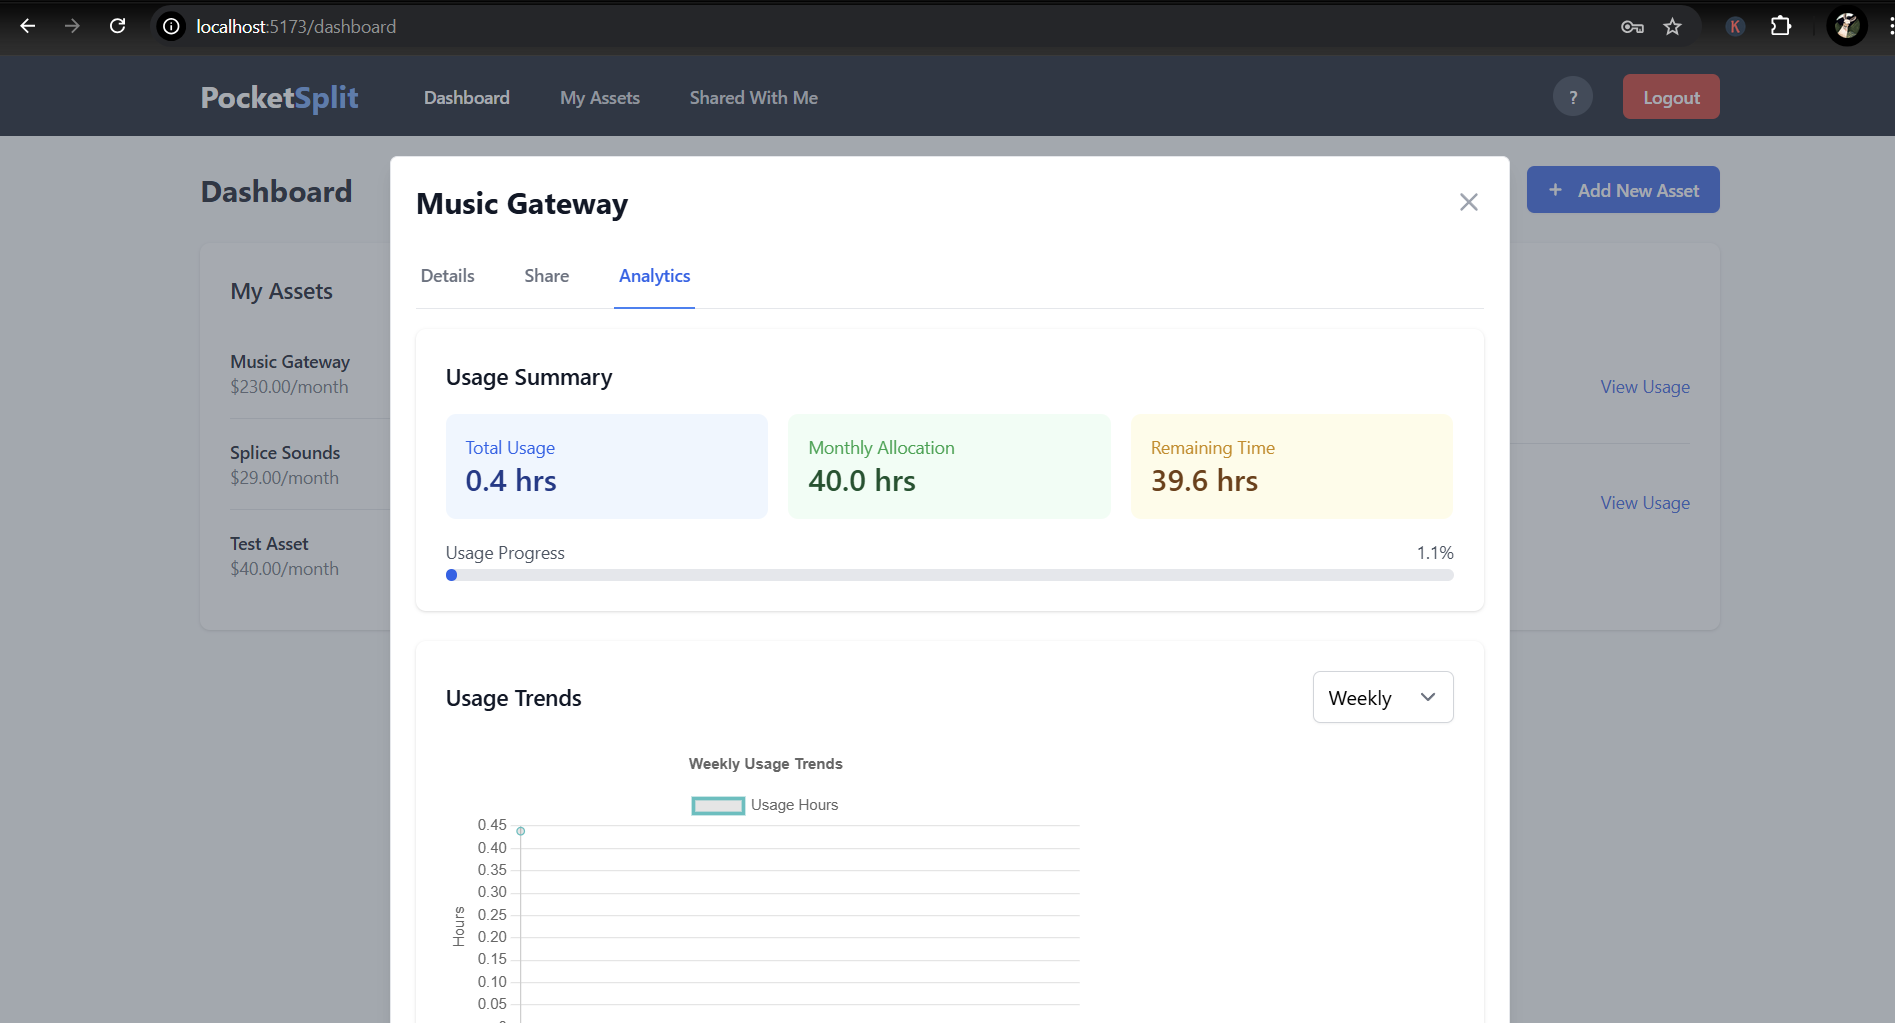 localhost:5173/dashboard
K
PocketSplit
Dashboard
My Assets
Shared With Me
?
Logout
Dashboard
+ Add New Asset
My Assets
Music Gateway
$230.00/month
Splice Sounds
$29.00/month
Test Asset
$40.00/month
View Usage
View Usage
Music Gateway
Details
Share
Analytics
Usage Summary
Total Usage
0.4 hrs
Monthly Allocation
40.0 hrs
Remaining Time
39.6 hrs
Usage Progress
1.1%
Usage Trends
Weekly
Weekly Usage Trends
Usage Hours
Hours
0.45
0.40
0.35
0.30
0.25
0.20
0.15
0.10
0.05